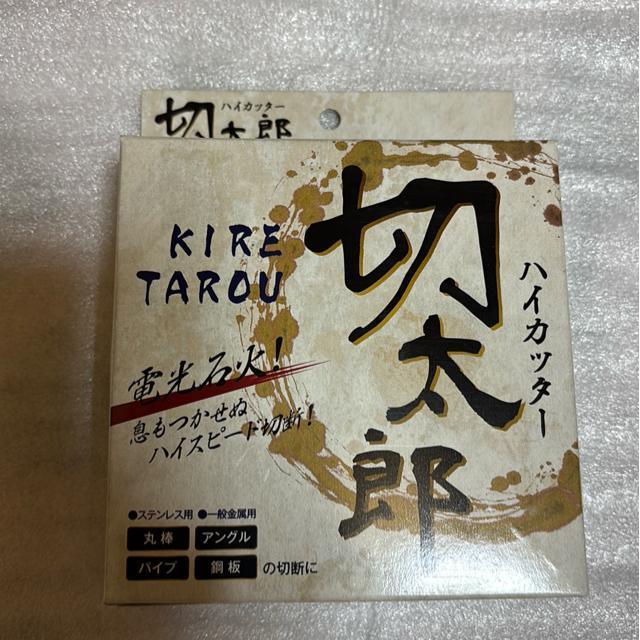 ハイカッター
切太郎
KIRE
TAROU
切太郎
ハイカッター
電光石火!
息もつかせぬ
ハイスピード切断!
●ステンレス用 ●一般金属用
丸棒 アングル
パイプ 鋼板 の切断に